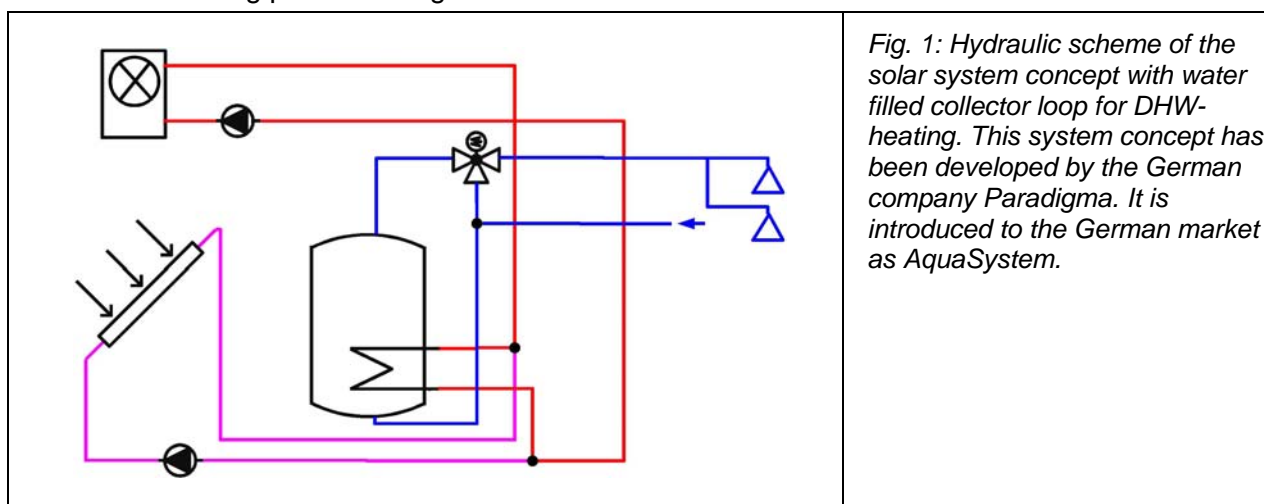 Fig. 1: Hydraulic scheme of the
solar system concept with water
filled collector loop for DHW-
heating. This system concept has
been developed by the German
company Paradigma. It is
introduced to the German market
as AquaSystem.